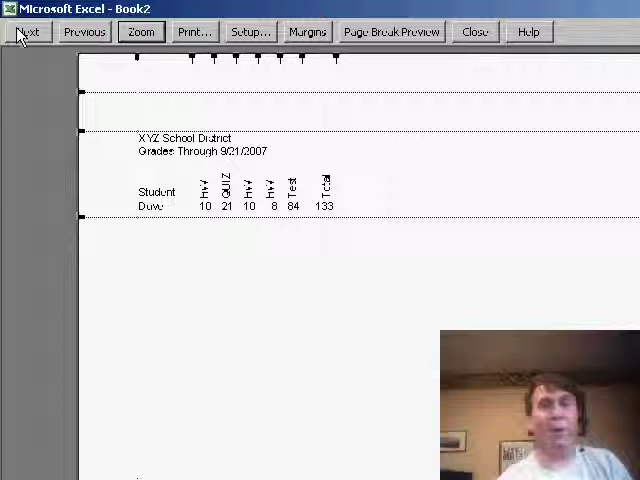 Microsoft Excel - Book2
Next Previous Zoom Print... Setup... Margins Page Break Preview Close Help
XYZ School District
Grades Through 9/21/2007
Student HW QUIZ HW HW Test Total
Dave 10 21 10 8 84 133